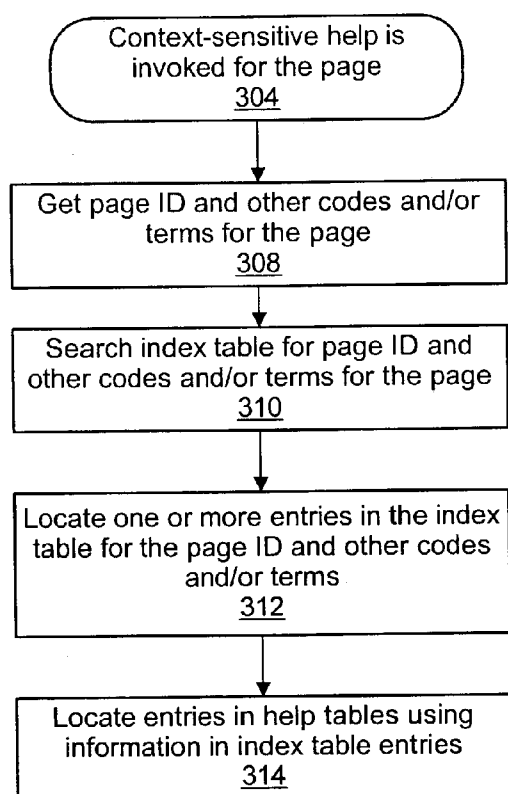 Context-sensitive help is
invoked for the page
304
Get page ID and other codes and/or
terms for the page
308
Search index table for page ID and
other codes and/or terms for the page
310
Locate one or more entries in the index
table for the page ID and other codes
and/or terms
312
Locate entries in help tables using
information in index table entries
314